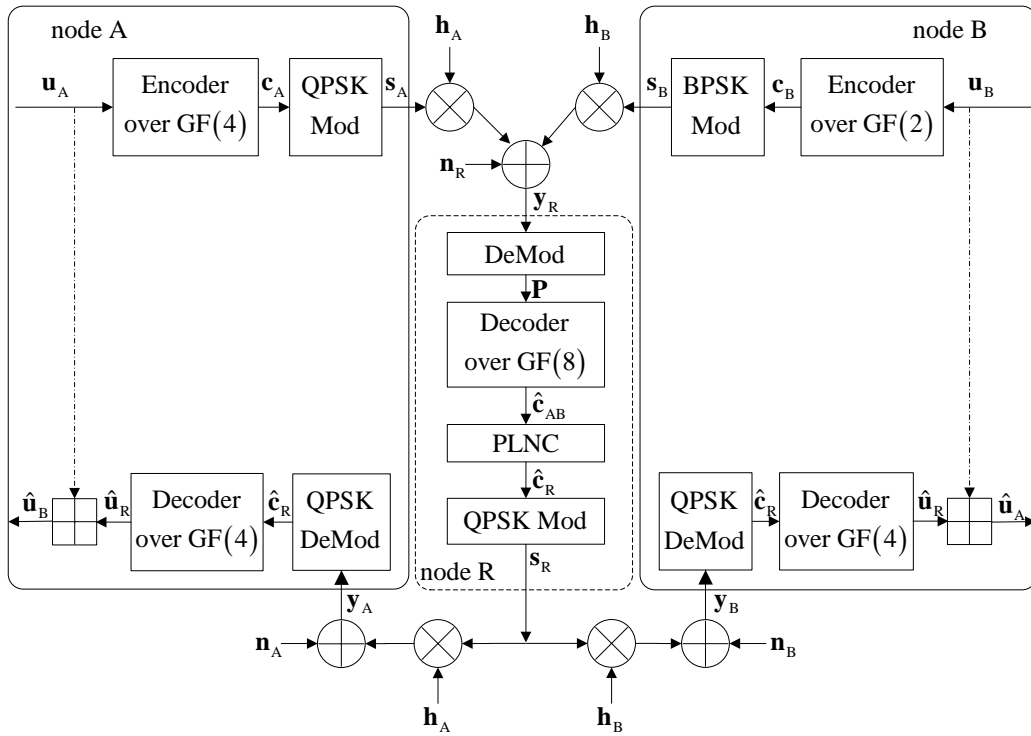 node A
h_A
h_B
node B
u_A
Encoder
over GF(4)
c_A
QPSK
Mod
s_A
s_B
BPSK
Mod
c_B
Encoder
over GF(2)
u_B
n_R
y_R
DeMod
P
Decoder
over GF(8)
ĉ_AB
PLNC
ĉ_R
QPSK Mod
s_R
node R
û_B
û_R
Decoder
over GF(4)
ĉ_R
QPSK
DeMod
QPSK
DeMod
ĉ_R
Decoder
over GF(4)
û_R
û_A
y_A
y_B
n_A
n_B
h_A
h_B